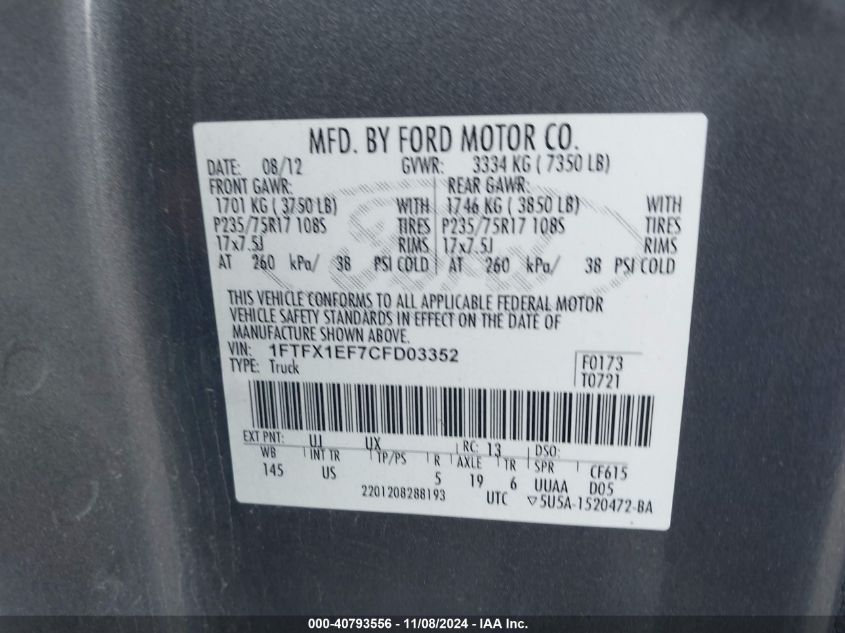 MFD. BY FORD MOTOR CO.
DATE: 08/12 GVWR: 3334 KG ( 7350 LB)
FRONT GAWR: REAR GAWR:
1701 KG ( 3750 LB) WITH 1746 KG ( 3850 LB) WITH
P235/75R17 108S TIRES P235/75R17 108S TIRES
17x7.5J RIMS 17x7.5J RIMS
AT 260 kPa/ 38 PSI COLD AT 260 kPa/ 38 PSI COLD
THIS VEHICLE CONFORMS TO ALL APPLICABLE FEDERAL MOTOR
VEHICLE SAFETY STANDARDS IN EFFECT ON THE DATE OF
MANUFACTURE SHOWN ABOVE.
VIN: 1FTFX1EF7CFD03352 F0173
TYPE: Truck T0721
EXT PNT: UJ UX RC: 13 DSO:
WB INT TR TP/PS R AXLE TR SPR CF615
145 US 5 19 6 UUAA D05
2201208288193 UTC ▽5U5A-1520472-BA
000-40793556 - 11/08/2024 - IAA Inc.